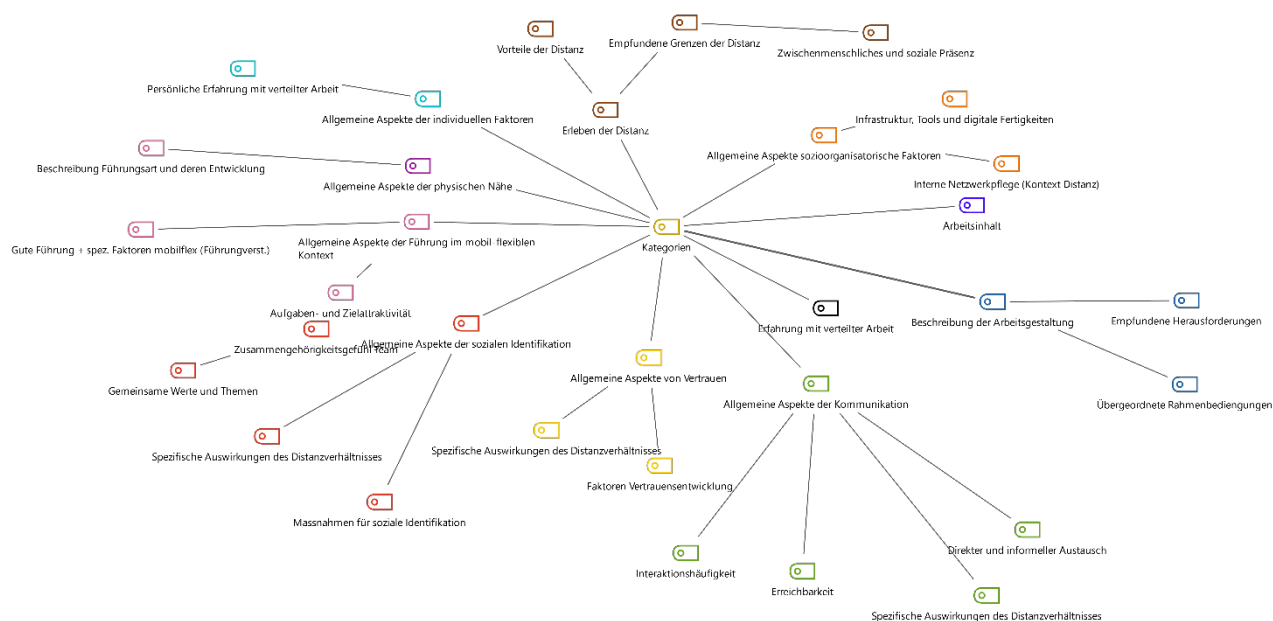 Vorteile der Distanz
Empfundene Grenzen der Distanz
Zwischenmenschliches und soziale Präsenz
Persönliche Erfahrung mit verteilter Arbeit
Allgemeine Aspekte der individuellen Faktoren
Erleben der Distanz
Infrastruktur, Tools und digitale Fertigkeiten
Allgemeine Aspekte sozioorganisatorische Faktoren
Beschreibung Führungsart und deren Entwicklung
Allgemeine Aspekte der physischen Nähe
Interne Netzwerkpflege (Kontext Distanz)
Arbeitsinhalt
Gute Führung + spez. Faktoren mobilflex (Führungverst.)
Allgemeine Aspekte der Führung im mobil-flexiblen
Kontext
Kategorien
Aufgaben- und Zielattraktivität
Erfahrung mit verteilter Arbeit
Beschreibung der Arbeitsgestaltung
Empfundene Herausforderungen
Zusammengehörigkeitsgefühl Team
Allgemeine Aspekte der sozialen Identifikation
Gemeinsame Werte und Themen
Allgemeine Aspekte von Vertrauen
Allgemeine Aspekte der Kommunikation
Übergeordnete Rahmenbediengungen
Spezifische Auswirkungen des Distanzverhältnisses
Spezifische Auswirkungen des Distanzverhältnisses
Faktoren Vertrauensentwicklung
Massnahmen für soziale Identifikation
Direkter und informeller Austausch
Interaktionshäufigkeit
Erreichbarkeit
Spezifische Auswirkungen des Distanzverhältnisses